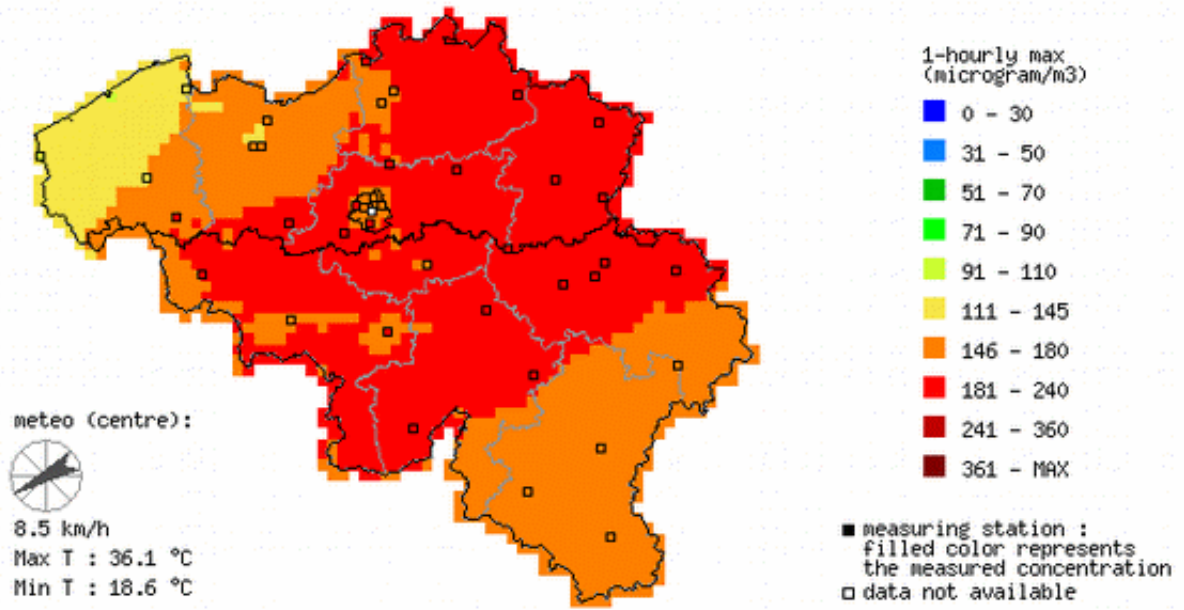 1-hourly max
(microgram/m3)
0 - 30
31 - 50
51 - 70
71 - 90
91 - 110
111 - 145
146 - 180
181 - 240
241 - 360
361 - MAX
meteo (centre):
8.5 km/h
Max T : 36.1 °C
Min T : 18.6 °C
measuring station :
filled color represents
the measured concentration
data not available